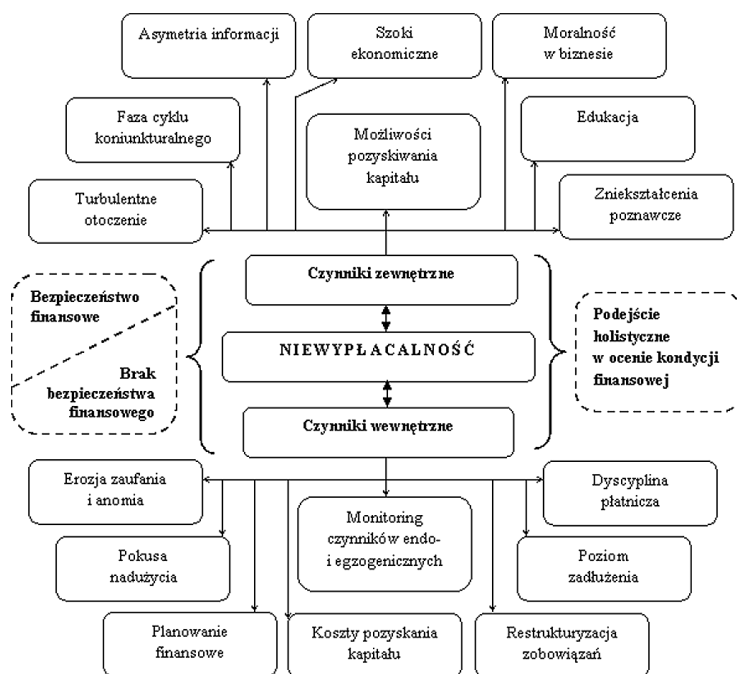 Asymetria informacji
Szoki
ekonomiczne
Moralność
w biznesie
Faza cyklu
koniunkturalnego
Możliwości
pozyskiwania
kapitału
Edukacja
Turbulentne
otoczenie
Zniekształcenia
poznawcze
Czynniki zewnętrzne
Bezpieczeństwo
finansowe
Brak
bezpieczeństwa
finansowego
NIEWYPŁACALNOŚĆ
Podejście
holistyczne
w ocenie kondycji
finansowej
Czynniki wewnętrzne
Erozja zaufania
i anomia
Dyscyplina
płatnicza
Monitoring
czynników endo-
i egzogenicznych
Pokusa
nadużycia
Poziom
zadłużenia
Planowanie
finansowe
Koszty pozyskania
kapitału
Restrukturyzacja
zobowiązań